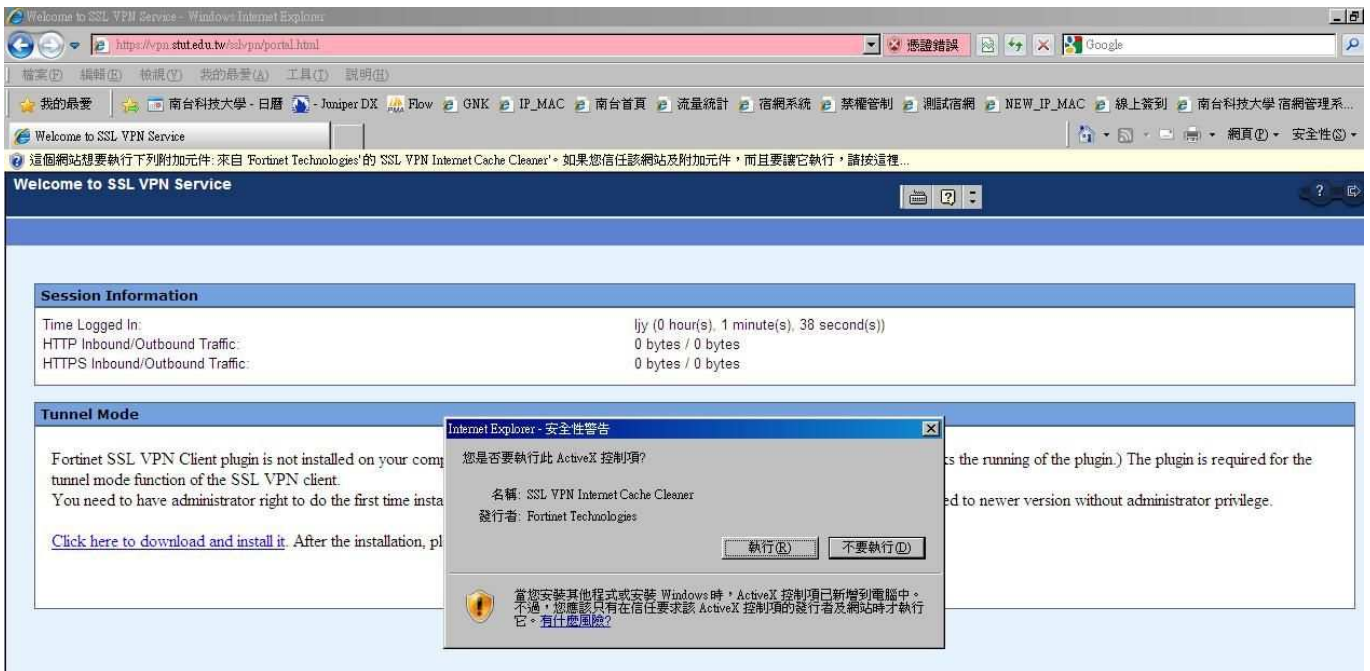 Welcome to SSL VPN Service - Windows Internet Explorer
https://vpn.stut.edu.tw/sslvpn/portal.html 憑證錯誤 Google
檔案(F) 編輯(E) 檢視(V) 我的最愛(A) 工具(T) 說明(H)
我的最愛 南台科技大學 - 日曆 - Juniper DX Flow GNK IP_MAC 南台首頁 流量統計 宿網系統 禁權管制 測試宿網 NEW_IP_MAC 線上簽到 南台科技大學 宿網管理系...
Welcome to SSL VPN Service 網頁(P) 安全性(S)
這個網站想要執行下列附加元件: 來自 'Fortinet Technologies' 的 'SSL VPN Internet Cache Cleaner'。如果您信任該網站及附加元件，而且要讓它執行，請按這裡...
Welcome to SSL VPN Service
Session Information
Time Logged In: ljy (0 hour(s), 1 minute(s), 38 second(s))
HTTP Inbound/Outbound Traffic: 0 bytes / 0 bytes
HTTPS Inbound/Outbound Traffic: 0 bytes / 0 bytes
Tunnel Mode
Internet Explorer - 安全性警告
Fortinet SSL VPN Client plugin is not installed on your comp
您是否要執行此 ActiveX 控制項?
s the running of the plugin.) The plugin is required for the
tunnel mode function of the SSL VPN client.
You need to have administrator right to do the first time insta
名稱: SSL VPN Internet Cache Cleaner
ed to newer version without administrator privilege.
發行者: Fortinet Technologies
Click here to download and install it. After the installation, pl
執行(R) 不要執行(D)
當您安裝其他程式或安裝 Windows 時，ActiveX 控制項已新增到電腦中。
不過，您應該只有在信任要求該 ActiveX 控制項的發行者及網站時才執行
它。有什麼風險?